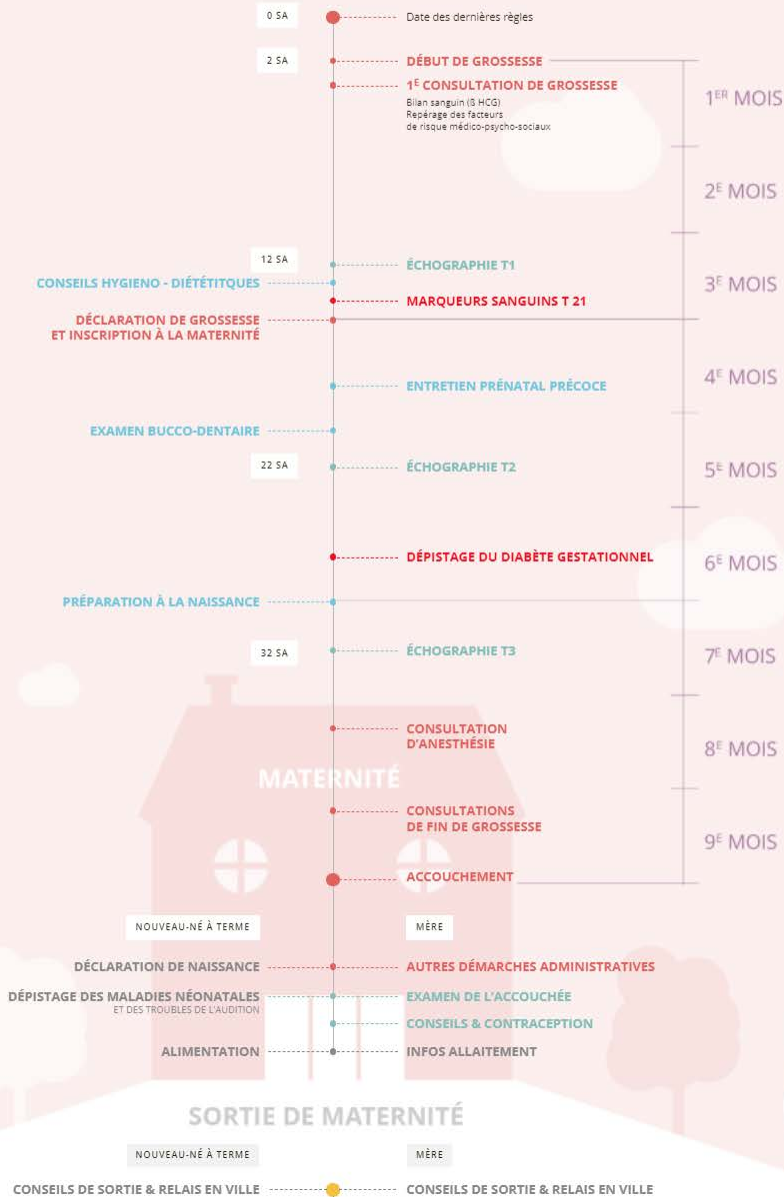 0 SA
Date des dernières règles
2 SA
DÉBUT DE GROSSESSE
1E CONSULTATION DE GROSSESSE
Bilan sanguin (ß HCG)
Repérage des facteurs
de risque médico-psycho-sociaux
1ER MOIS
2E MOIS
12 SA
ÉCHOGRAPHIE T1
CONSEILS HYGIENO - DIÉTÉTITQUES
3E MOIS
MARQUEURS SANGUINS T 21
DÉCLARATION DE GROSSESSE
ET INSCRIPTION À LA MATERNITÉ
4E MOIS
ENTRETIEN PRÉNATAL PRÉCOCE
EXAMEN BUCCO-DENTAIRE
22 SA
ÉCHOGRAPHIE T2
5E MOIS
DÉPISTAGE DU DIABÈTE GESTATIONNEL
6E MOIS
PRÉPARATION À LA NAISSANCE
32 SA
ÉCHOGRAPHIE T3
7E MOIS
CONSULTATION
D'ANESTHÉSIE
8E MOIS
MATERNITÉ
CONSULTATIONS
DE FIN DE GROSSESSE
9E MOIS
ACCOUCHEMENT
NOUVEAU-NÉ À TERME
MÈRE
DÉCLARATION DE NAISSANCE
AUTRES DÉMARCHES ADMINISTRATIVES
DÉPISTAGE DES MALADIES NÉONATALES
ET DES TROUBLES DE L'AUDITION
EXAMEN DE L'ACCOUCHÉE
CONSEILS & CONTRACEPTION
ALIMENTATION
INFOS ALLAITEMENT
SORTIE DE MATERNITÉ
NOUVEAU-NÉ À TERME
MÈRE
CONSEILS DE SORTIE & RELAIS EN VILLE
CONSEILS DE SORTIE & RELAIS EN VILLE